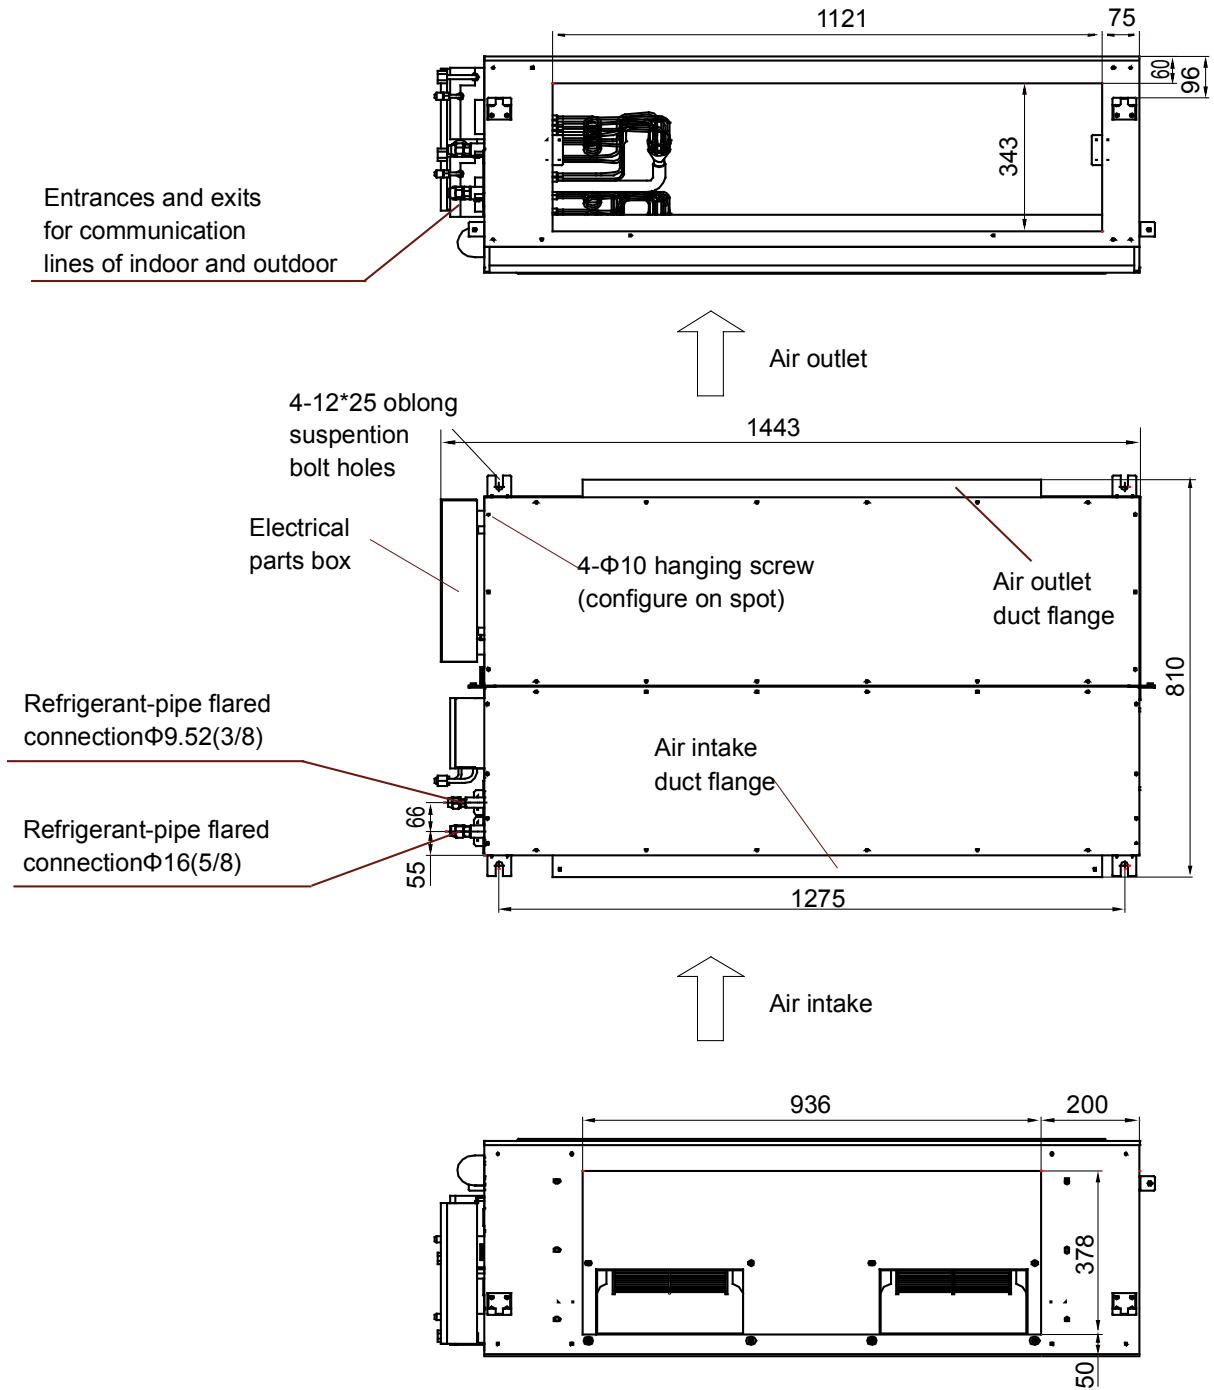 1121
75
60
96
343
Entrances and exits
for communication
lines of indoor and outdoor
Air outlet
4-12*25 oblong
suspention
bolt holes
1443
Electrical
parts box
4-Φ10 hanging screw
(configure on spot)
Air outlet
duct flange
810
Refrigerant-pipe flared
connectionΦ9.52(3/8)
Air intake
duct flange
66
Refrigerant-pipe flared
connectionΦ16(5/8)
55
1275
Air intake
936
200
378
50